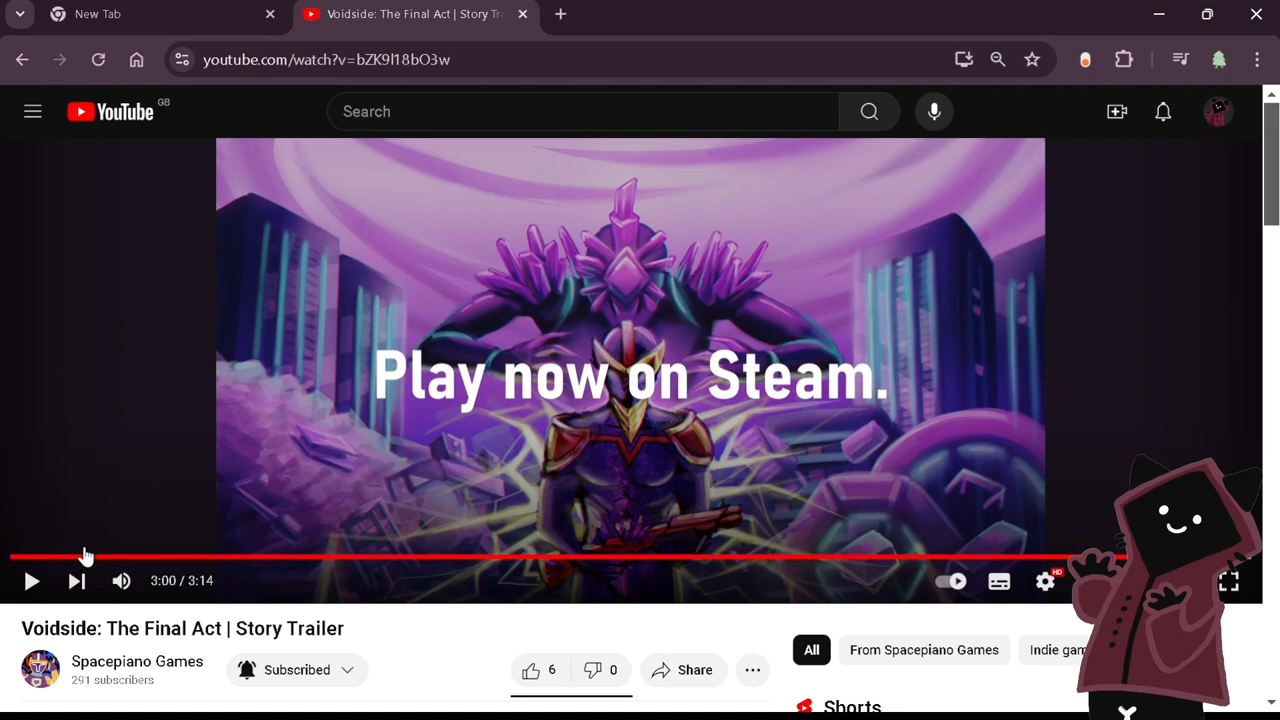 New Tab
Voidside: The Final Act | Story Tra
youtube.com/watch?v=bZK9l18bO3w
YouTube GB
Search
Play now on Steam.
3:00 / 3:14
HD
Voidside: The Final Act | Story Trailer
Spacepiano Games
291 subscribers
Subscribed
6
0
Share
All
From Spacepiano Games
Indie gam
Shorts